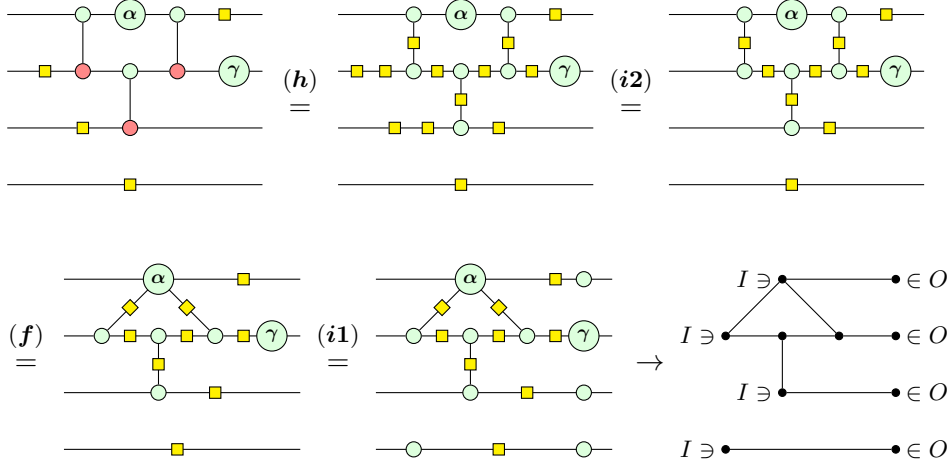 α α α
γ (h) γ (i2) γ
= =
α α I ∋ ∈ O
(f) γ (i1) γ I ∋ ∈ O
= = →
I ∋ ∈ O
I ∋ ∈ O